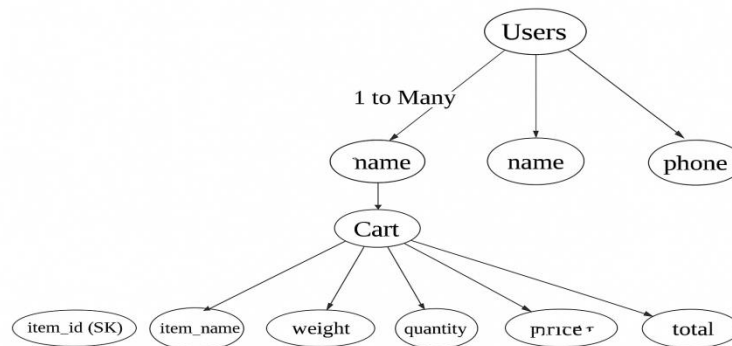 Users
1 to Many
name
name
phone
Cart
item_id (SK)
item_name
weight
quantity
total